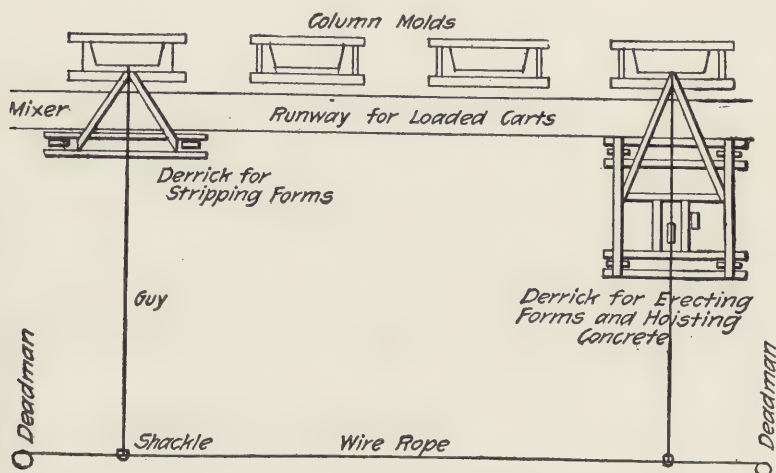 Column Molds
Mixer
Runway for Loaded Carts
Derrick for
Stripping Forms
Guy
Derrick for Erecting
Forms and Hoisting
Concrete
Deadman
Deadman
Shackle
Wire Rope